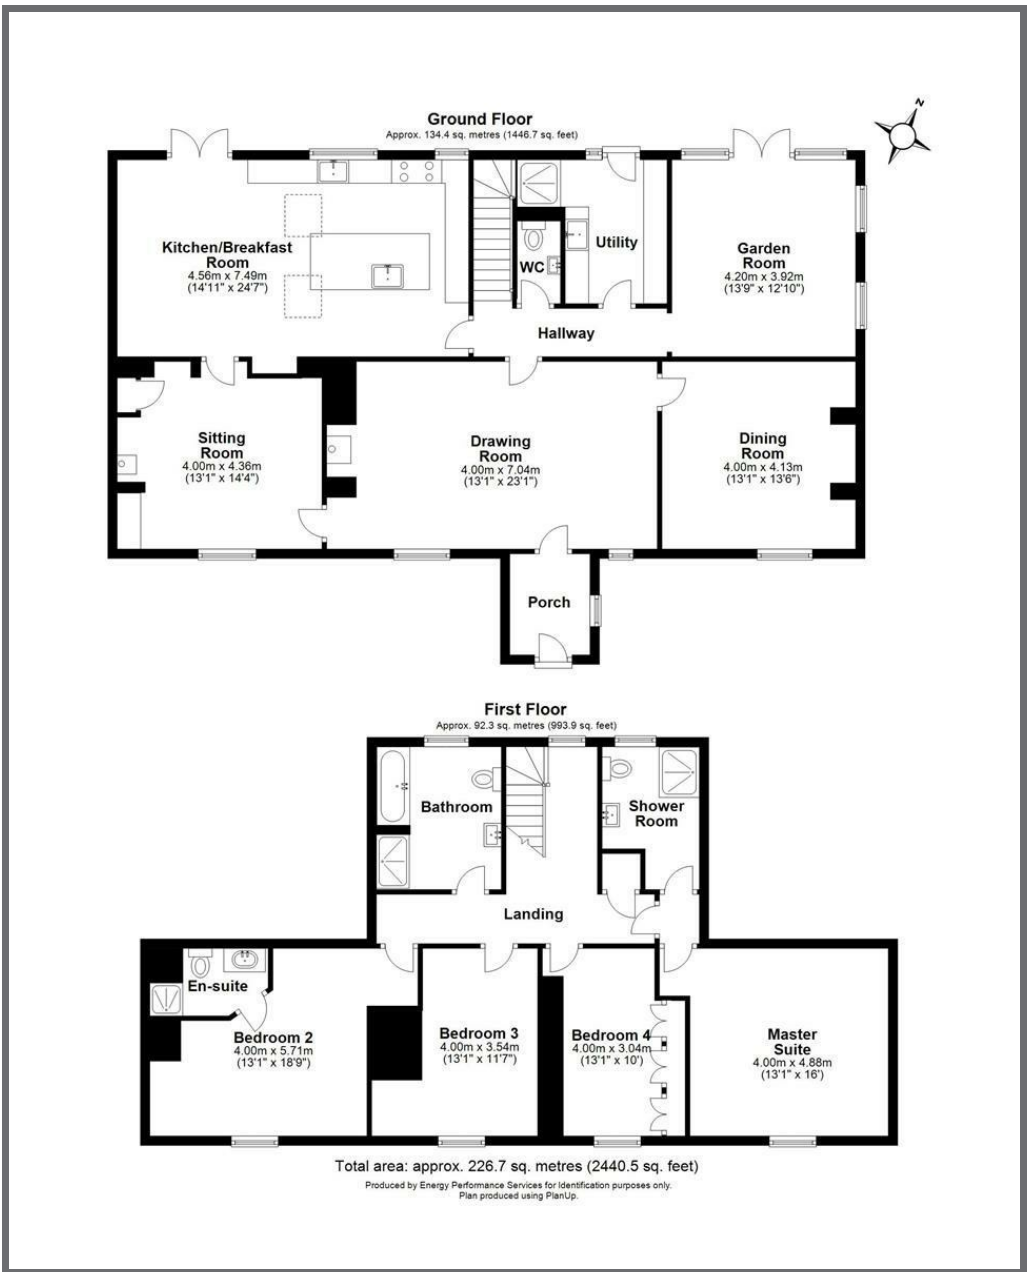 N
Ground Floor
Approx. 134.4 sq. metres (1446.7 sq. feet)
Kitchen/Breakfast
Room
4.56m x 7.49m
(14'11" x 24'7")
WC
Utility
Garden
Room
4.20m x 3.92m
(13'9" x 12'10")
Hallway
Sitting
Room
4.00m x 4.36m
(13'1" x 14'4")
Drawing
Room
4.00m x 7.04m
(13'1" x 23'1")
Dining
Room
4.00m x 4.13m
(13'1" x 13'6")
Porch
First Floor
Approx. 92.3 sq. metres (993.9 sq. feet)
Bathroom
Shower
Room
Landing
En-suite
Bedroom 2
4.00m x 5.71m
(13'1" x 18'9")
Bedroom 3
4.00m x 3.54m
(13'1" x 11'7")
Bedroom 4
4.00m x 3.04m
(13'1" x 10')
Master
Suite
4.00m x 4.88m
(13'1" x 16')
Total area: approx. 226.7 sq. metres (2440.5 sq. feet)
Produced by Energy Performance Services for Identification purposes only.
Plan produced using PlanUp.